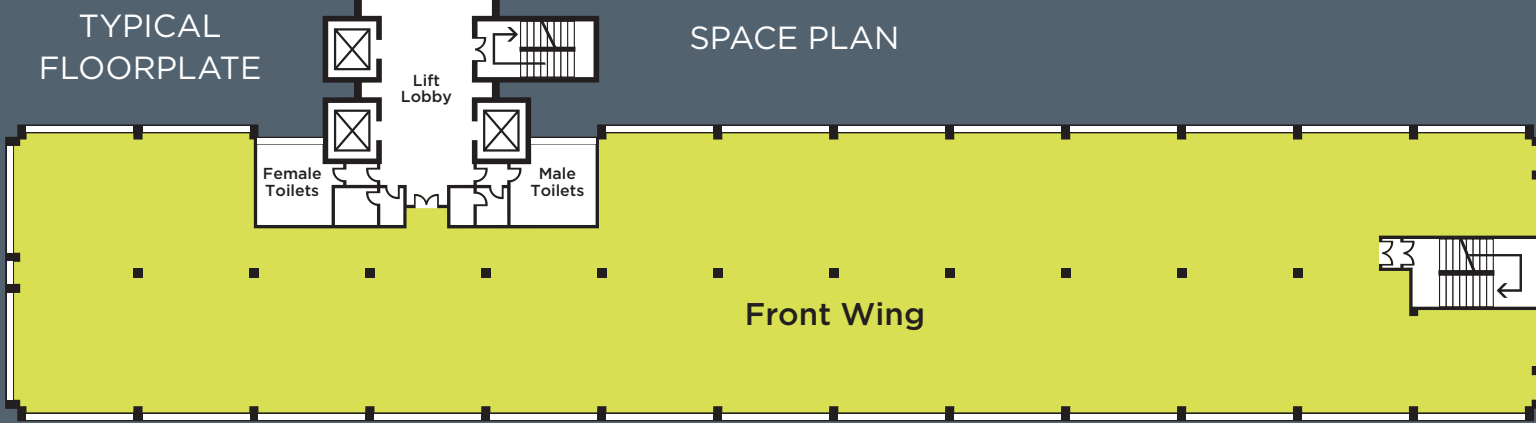 TYPICAL
FLOORPLATE
SPACE PLAN
Lift
Lobby
Female
Toilets
Male
Toilets
Front Wing